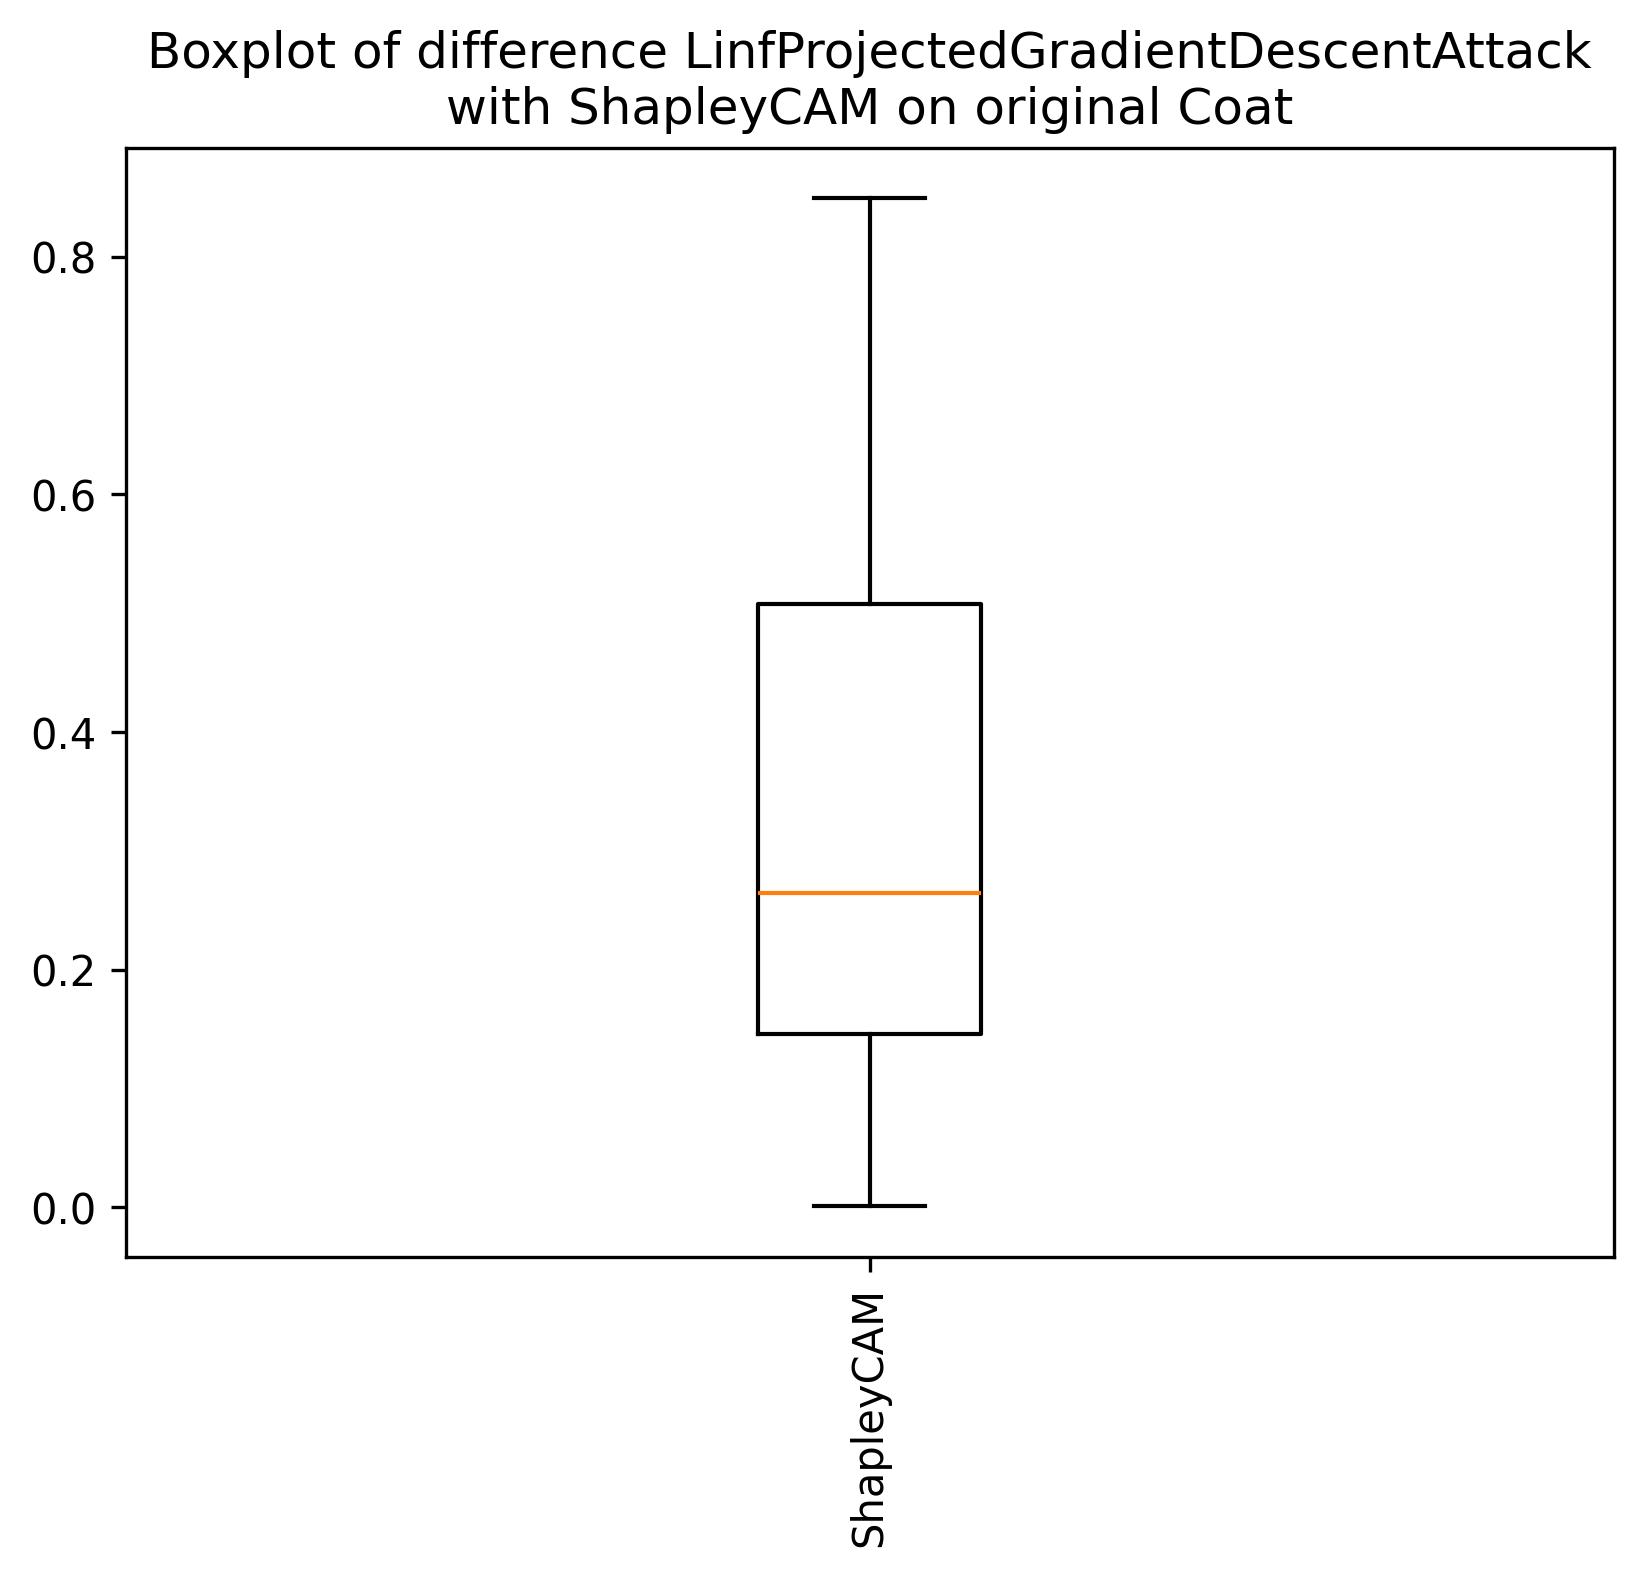 Boxplot of difference LinfProjectedGradientDescentAttack
with ShapleyCAM on original Coat
0.8
0.6
0.4
0.2
0.0
ShapleyCAM